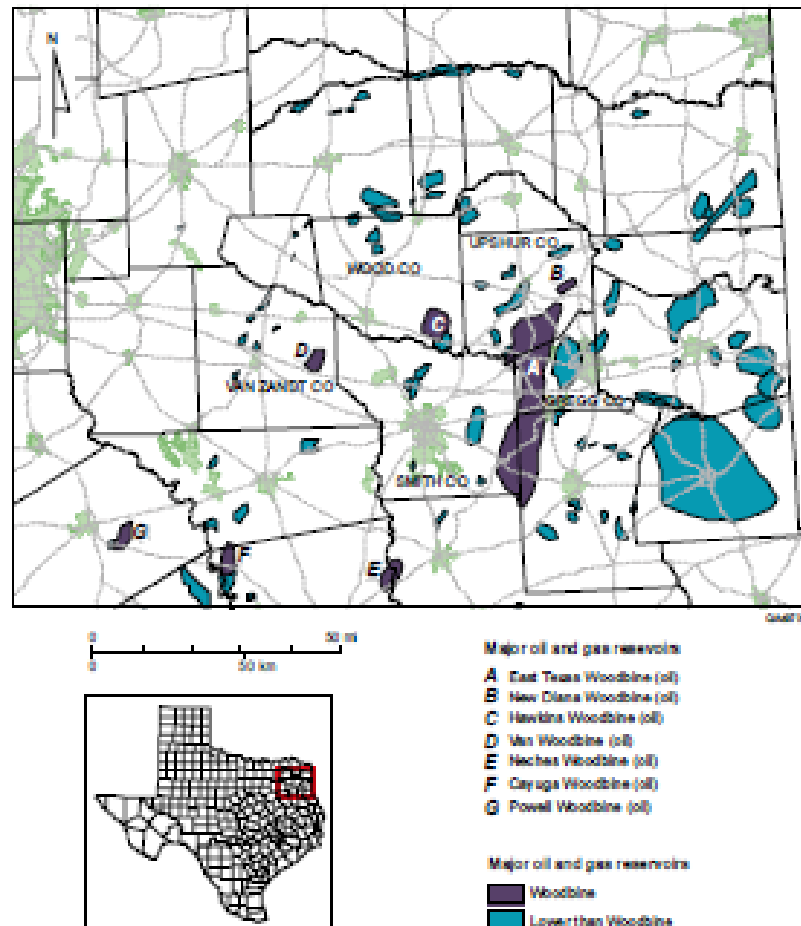 N
UPSHUR CO
WOOD CO
B
C
D
A
VAN ZANDT CO
GREGG CO
SMITH CO
G
F
E
0 50 mi
0 50 km
Major oil and gas reservoirs
A East Texas Woodbine (oil)
B New Diana Woodbine (oil)
C Hawkins Woodbine (oil)
D Van Woodbine (oil)
E Neches Woodbine (oil)
F Cayuga Woodbine (oil)
G Powell Woodbine (oil)
Major oil and gas reservoirs
Woodbine
Lower than Woodbine